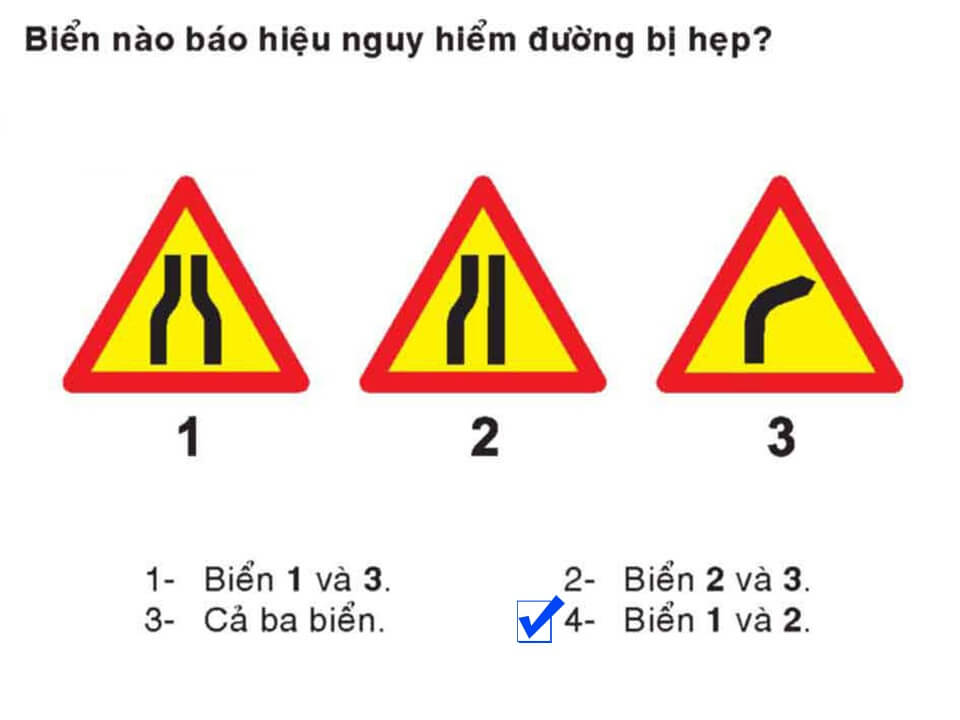 Biển nào báo hiệu nguy hiểm đường bị hẹp?
1 2 3
1- Biển 1 và 3. 2- Biển 2 và 3.
3- Cả ba biển. 4- Biển 1 và 2.